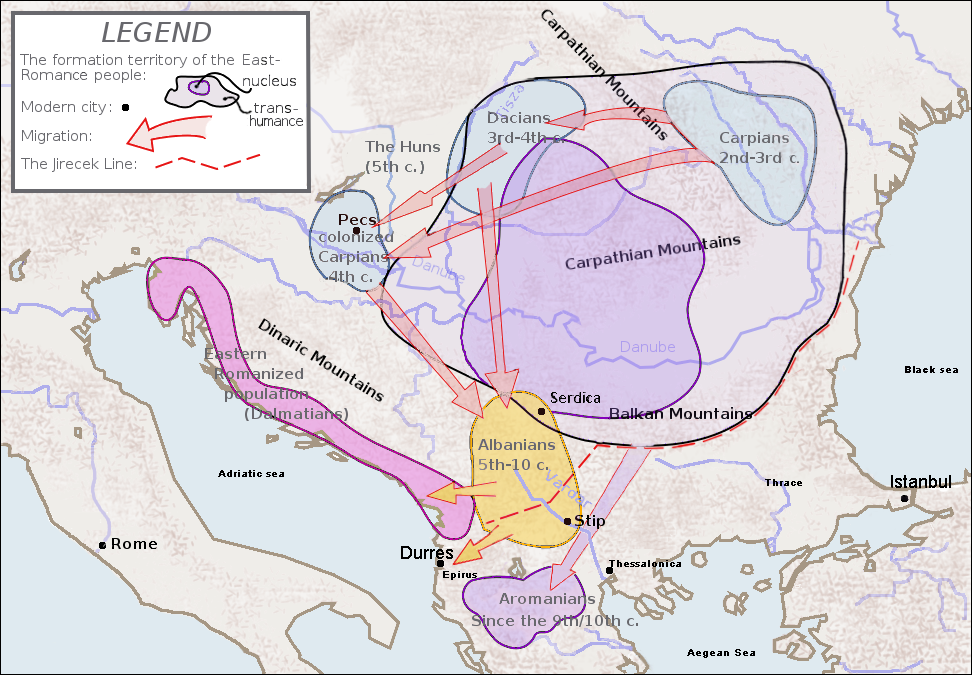 LEGEND
The formation territory of the East-
Romance people:
nucleus
trans-
humance
Modern city:
Migration:
The Jirecek Line:
Carpathian Mountains
Tisza
Dacians
3rd-4th c.
Carpians
2nd-3rd c.
The Huns
(5th c.)
Pecs
colonized
Carpians
4th c.
Danube
Carpathian Mountains
Danube
Dinaric Mountains
Eastern
Romanized
population
(Dalmatians)
Black sea
Serdica
Balkan Mountains
Albanians
5th-10 c.
Vardar
Adriatic sea
Thrace
Istanbul
Stip
Rome
Durres
Epirus
Thessalonica
Aromanians
Since the 9th/10th c.
Aegean Sea